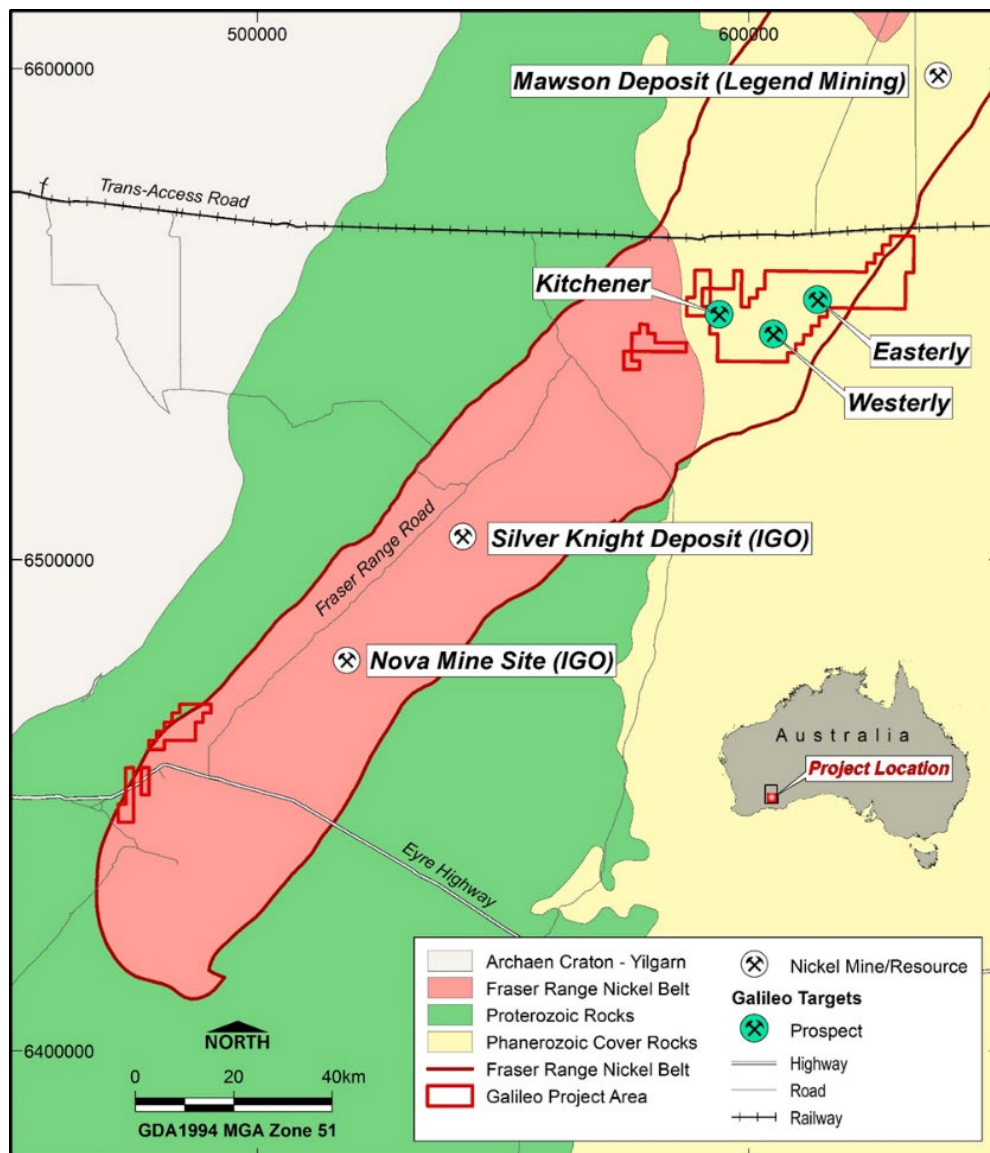 500000
600000
6600000
Mawson Deposit (Legend Mining)
Trans-Access Road
Kitchener
Easterly
Westerly
Fraser Range Road
Silver Knight Deposit (IGO)
6500000
Nova Mine Site (IGO)
Australia
Project Location
Eyre Highway
Archaen Craton - Yilgarn
Fraser Range Nickel Belt
Proterozoic Rocks
Phanerozoic Cover Rocks
Fraser Range Nickel Belt
Galileo Project Area
Nickel Mine/Resource
Galileo Targets
Prospect
Highway
Road
Railway
6400000
NORTH
0 20 40km
GDA1994 MGA Zone 51